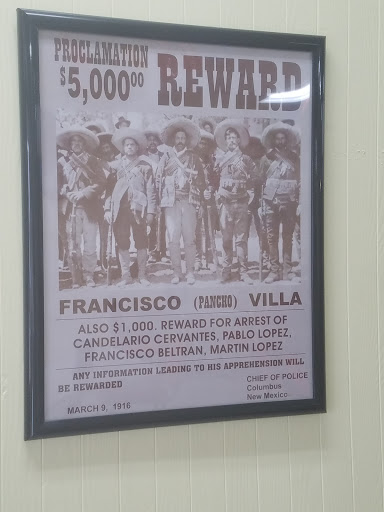 PROCLAMATION
$5,000.00 REWARD
FRANCISCO (PANCHO) VILLA
ALSO $1,000. REWARD FOR ARREST OF
CANDELARIO CERVANTES, PABLO LOPEZ,
FRANCISCO BELTRAN, MARTIN LOPEZ
ANY INFORMATION LEADING TO HIS APPREHENSION WILL
BE REWARDED
CHIEF OF POLICE
Columbus
New Mexico
MARCH 9, 1916